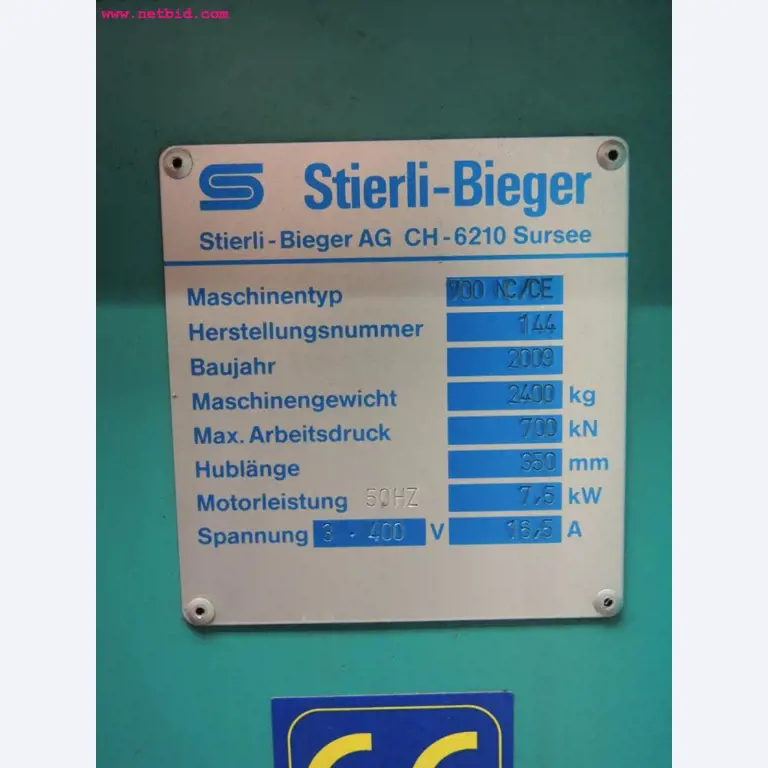 www.netbid.com
Stierli-Bieger
Stierli-Bieger AG CH-6210 Sursee
Maschinentyp 700 NC/CE
Herstellungsnummer 144
Baujahr 2009
Maschinengewicht 2400 kg
Max. Arbeitsdruck 700 kN
Hublänge 350 mm
Motorleistung 50HZ 7,5 kW
Spannung 3 - 400 V 16,5 A
CE